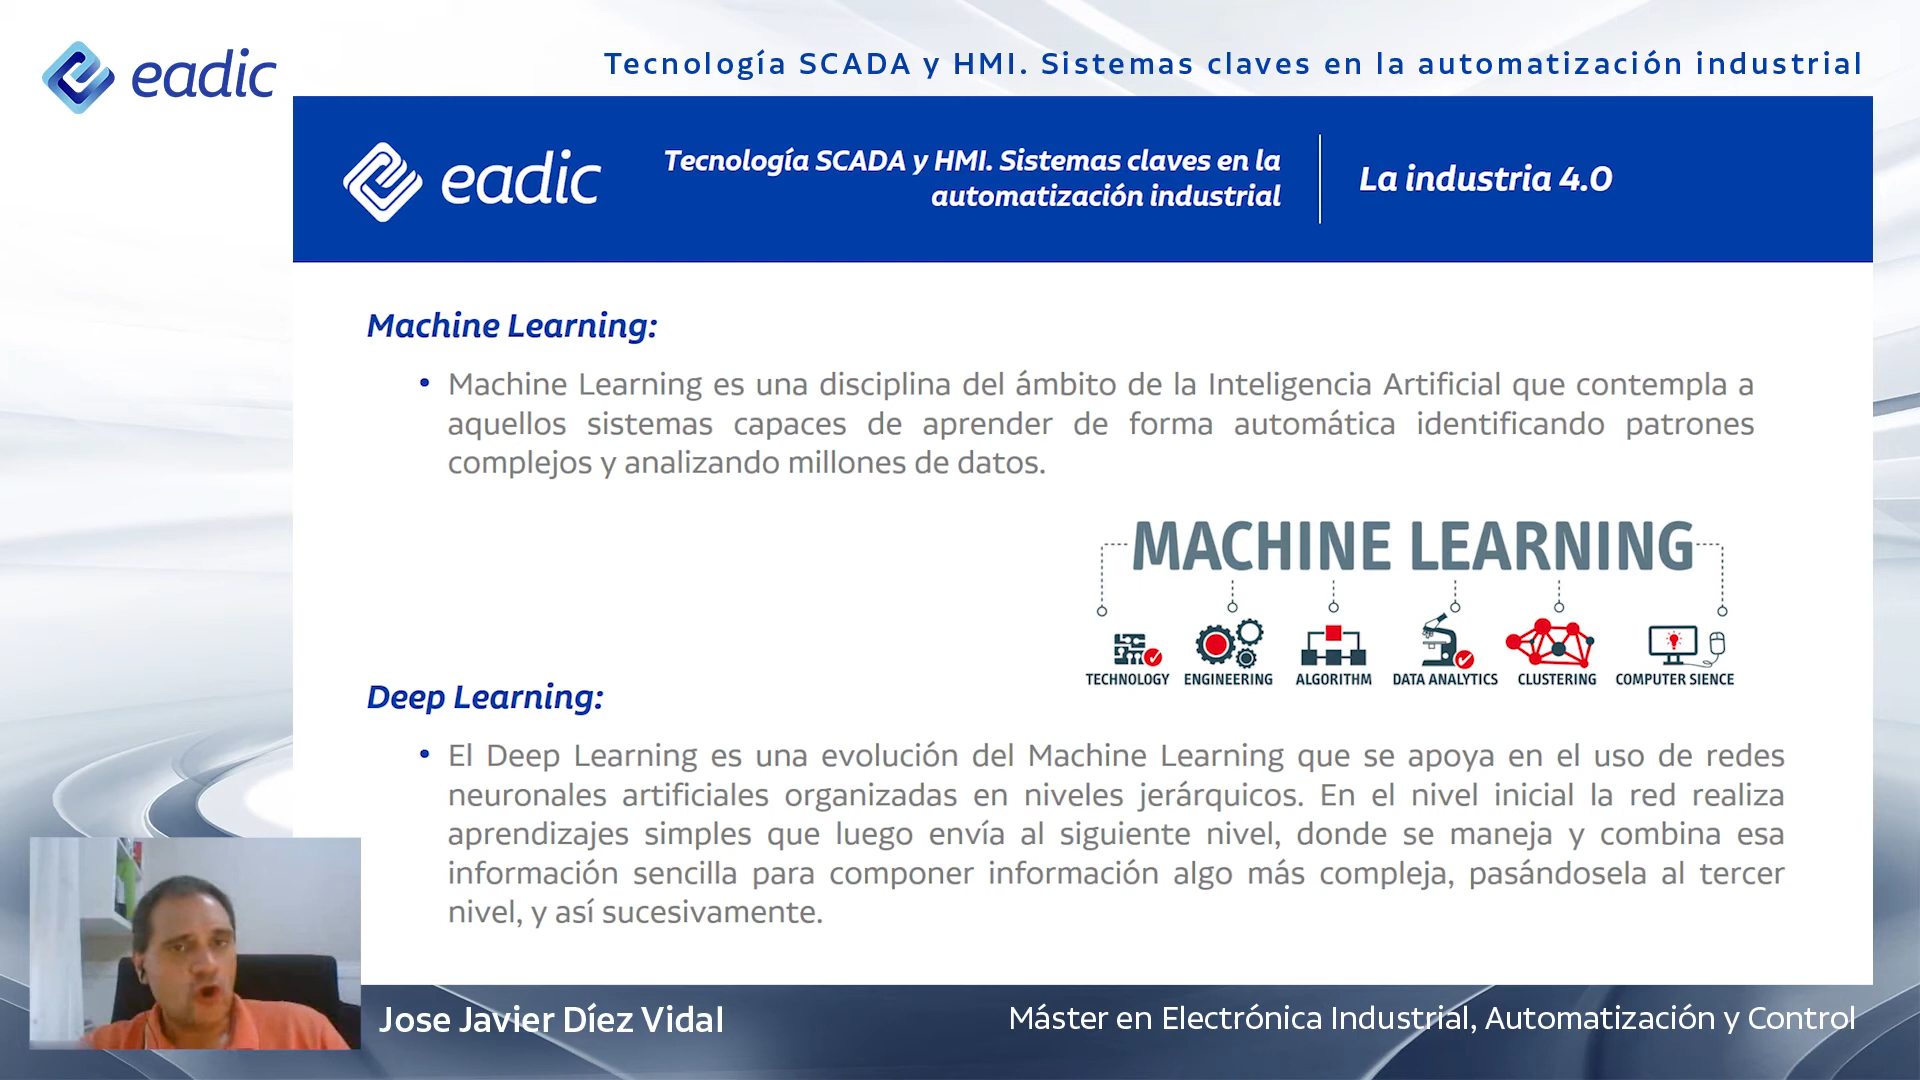 eadic
Tecnología SCADA y HMI. Sistemas claves en la automatización industrial
eadic
Tecnología SCADA y HMI. Sistemas claves en la
automatización industrial
La industria 4.0
Machine Learning:
• Machine Learning es una disciplina del ámbito de la Inteligencia Artificial que contempla a
aquellos sistemas capaces de aprender de forma automática identificando patrones
complejos y analizando millones de datos.
MACHINE LEARNING
TECHNOLOGY ENGINEERING ALGORITHM DATA ANALYTICS CLUSTERING COMPUTER SIENCE
Deep Learning:
• El Deep Learning es una evolución del Machine Learning que se apoya en el uso de redes
neuronales artificiales organizadas en niveles jerárquicos. En el nivel inicial la red realiza
aprendizajes simples que luego envía al siguiente nivel, donde se maneja y combina esa
información sencilla para componer información algo más compleja, pasándosela al tercer
nivel, y así sucesivamente.
Jose Javier Díez Vidal
Máster en Electrónica Industrial, Automatización y Control